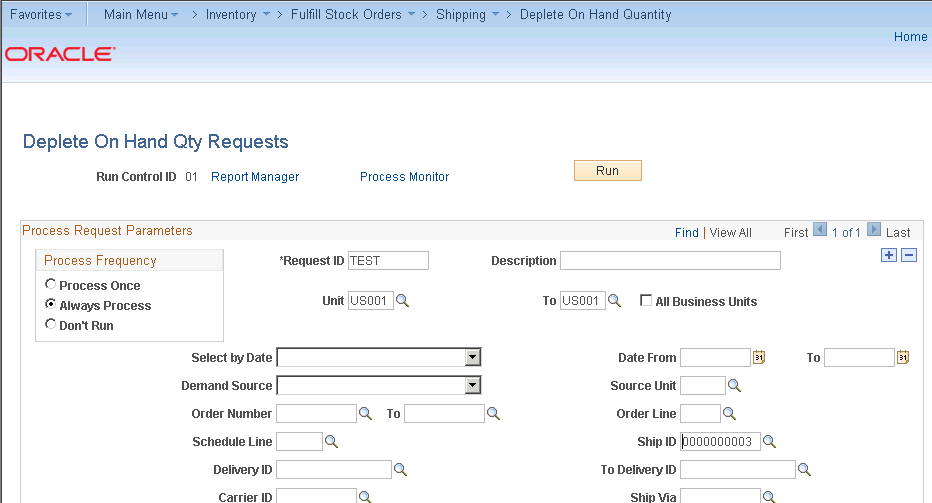 Favorites Main Menu > Inventory > Fulfill Stock Orders > Shipping > Deplete On Hand Quantity
Home
ORACLE
Deplete On Hand Qty Requests
Run Control ID 01 Report Manager Process Monitor Run
Process Request Parameters Find | View All First 1 of 1 Last
Process Frequency *Request ID TEST Description
Process Once
Always Process Unit US001 To US001 All Business Units
Don't Run
Select by Date Date From 31 To 31
Demand Source Source Unit
Order Number To Order Line
Schedule Line Ship ID 0000000003
Delivery ID To Delivery ID
Carrier ID Ship Via